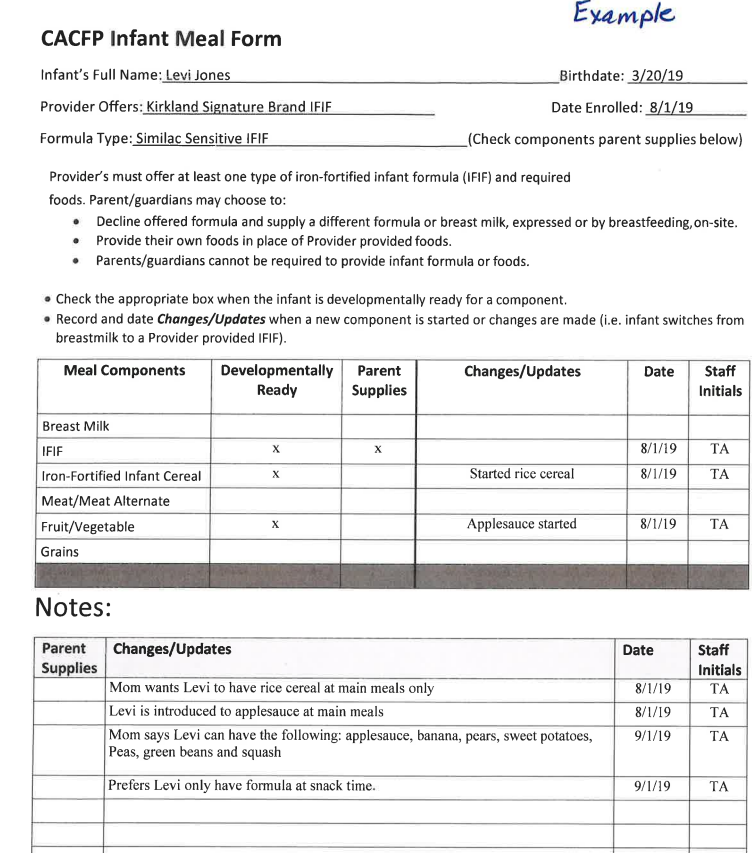 Example
CACFP Infant Meal Form
Infant's Full Name: Levi Jones Birthdate: 3/20/19
Provider Offers: Kirkland Signature Brand IFIF Date Enrolled: 8/1/19
Formula Type: Similac Sensitive IFIF (Check components parent supplies below)
Provider's must offer at least one type of iron-fortified infant formula (IFIF) and required
foods. Parent/guardians may choose to:
• Decline offered formula and supply a different formula or breast milk, expressed or by breastfeeding, on-site.
• Provide their own foods in place of Provider provided foods.
• Parents/guardians cannot be required to provide infant formula or foods.
• Check the appropriate box when the infant is developmentally ready for a component.
• Record and date Changes/Updates when a new component is started or changes are made (i.e. infant switches from
breastmilk to a Provider provided IFIF).
Meal Components Developmentally Parent Changes/Updates Date Staff
Ready Supplies Initials
Breast Milk
IFIF x x 8/1/19 TA
Iron-Fortified Infant Cereal x Started rice cereal 8/1/19 TA
Meat/Meat Alternate
Fruit/Vegetable x Applesauce started 8/1/19 TA
Grains
Notes:
Parent Changes/Updates Date Staff
Supplies Initials
Mom wants Levi to have rice cereal at main meals only 8/1/19 TA
Levi is introduced to applesauce at main meals 8/1/19 TA
Mom says Levi can have the following: applesauce, banana, pears, sweet potatoes, 9/1/19 TA
Peas, green beans and squash
Prefers Levi only have formula at snack time. 9/1/19 TA